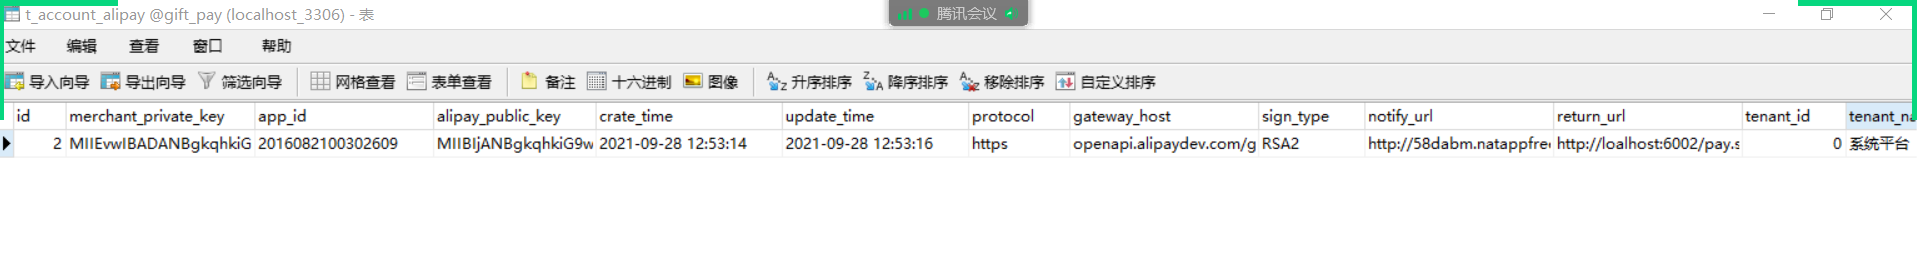 t_account_alipay @gift_pay (localhost_3306) - 表
腾讯会议
文件 编辑 查看 窗口 帮助
导入向导 导出向导 筛选向导 网格查看 表单查看 备注 十六进制 图像 升序排序 降序排序 移除排序 自定义排序
id merchant_private_key app_id alipay_public_key crate_time update_time protocol gateway_host sign_type notify_url return_url tenant_id tenant_na
2 MIIEvwIBADANBgkqhkiG 2016082100302609 MIIBIjANBgkqhkiG9w 2021-09-28 12:53:14 2021-09-28 12:53:16 https openapi.alipaydev.com/g RSA2 http://58dabm.natappfree http://loalhost:6002/pay.s 0 系统平台